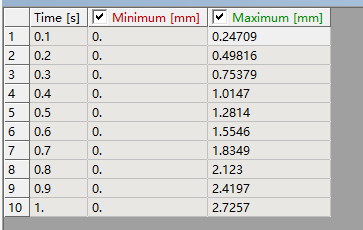 Time [s] Minimum [mm] Maximum [mm]
1 0.1 0. 0.24709
2 0.2 0. 0.49816
3 0.3 0. 0.75379
4 0.4 0. 1.0147
5 0.5 0. 1.2814
6 0.6 0. 1.5546
7 0.7 0. 1.8349
8 0.8 0. 2.123
9 0.9 0. 2.4197
10 1. 0. 2.7257